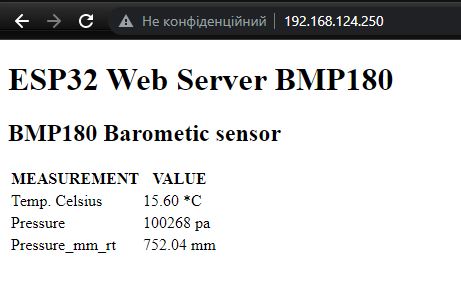 Не конфіденційний 192.168.124.250
ESP32 Web Server BMP180
BMP180 Barometic sensor
MEASUREMENT VALUE
Temp. Celsius 15.60 *C
Pressure 100268 pa
Pressure_mm_rt 752.04 mm